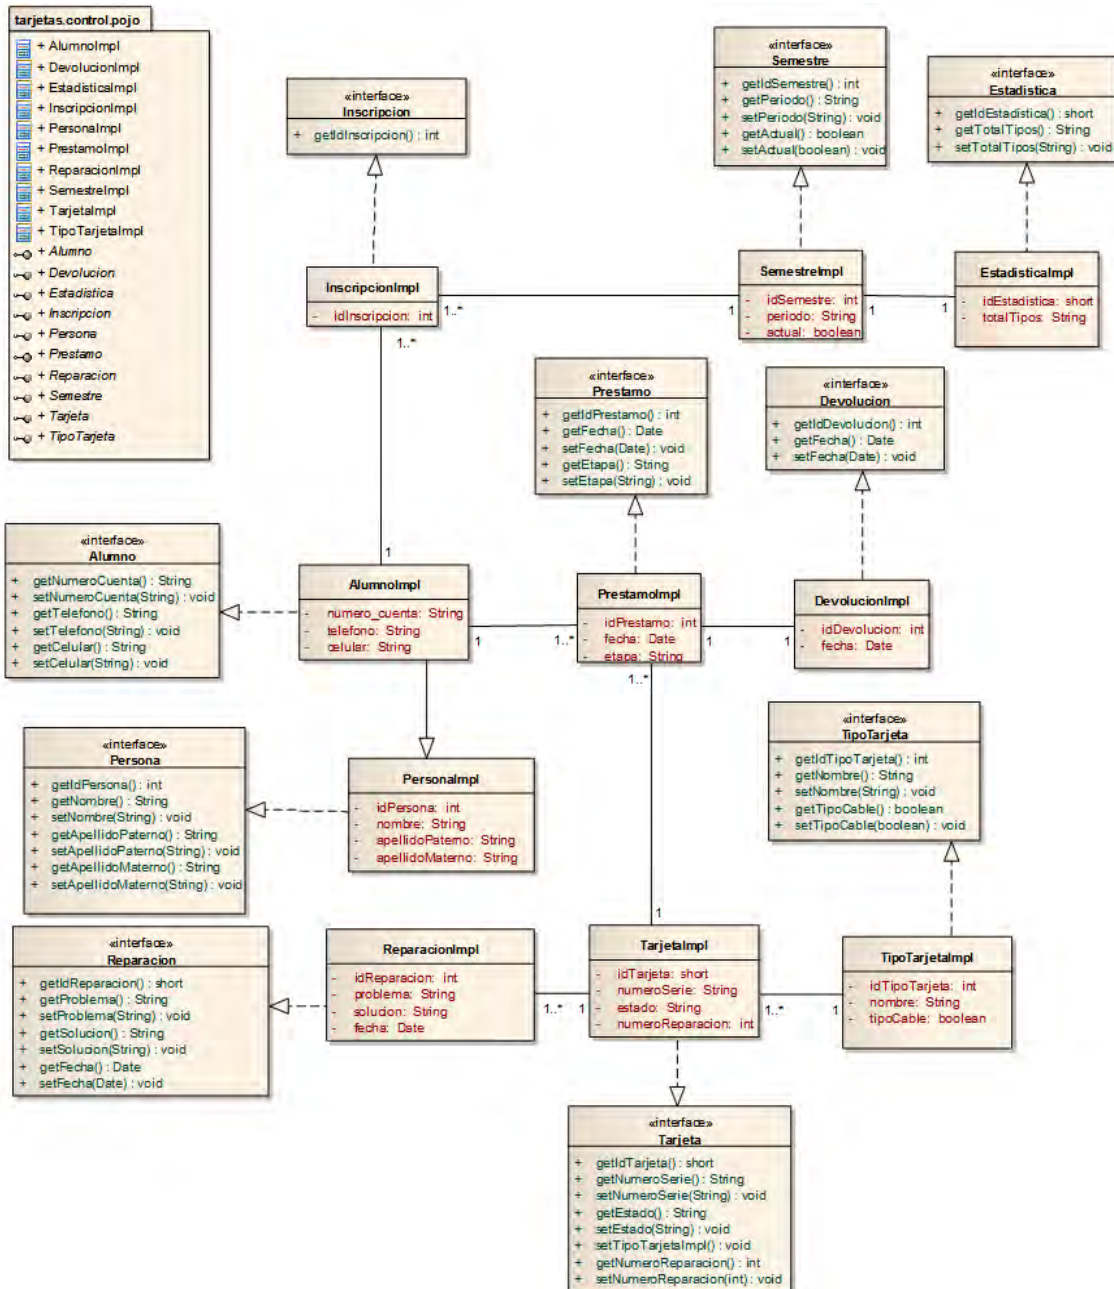 tarjetas.control.pojo
+ AlumnoImpl
+ DevolucionImpl
+ EstadisticaImpl
+ InscripcionImpl
+ PersonaImpl
+ PrestamoImpl
+ ReparacionImpl
+ SemestreImpl
+ TarjetaImpl
+ TipoTarjetaImpl
+ Alumno
+ Devolucion
+ Estadistica
+ Inscripcion
+ Persona
+ Prestamo
+ Reparacion
+ Semestre
+ Tarjeta
+ TipoTarjeta
«interface»
Inscripcion
+ getIdInscripcion() : int
«interface»
Semestre
+ getIdSemestre() : int
+ getPeriodo() : String
+ setPeriodo(String) : void
+ getActual() : boolean
+ setActual(boolean) : void
«interface»
Estadistica
+ getIdEstadistica() : short
+ getTotalTipos() : String
+ setTotalTipos(String) : void
InscripcionImpl
- idInscripcion: int
1..*
1..*
1
SemestreImpl
- idSemestre: int
- periodo: String
- actual: boolean
1
1
EstadisticaImpl
- idEstadistica: short
- totalTipos: String
«interface»
Prestamo
+ getIdPrestamo() : int
+ getFecha() : Date
+ setFecha(Date) : void
+ getEtapa() : String
+ setEtapa(String) : void
«interface»
Devolucion
+ getIdDevolucion() : int
+ getFecha() : Date
+ setFecha(Date) : void
«interface»
Alumno
+ getNumeroCuenta() : String
+ setNumeroCuenta(String) : void
+ getTelefono() : String
+ setTelefono(String) : void
+ getCelular() : String
+ setCelular(String) : void
1
AlumnoImpl
- numero_cuenta: String
- telefono: String
- celular: String
1
1..*
PrestamoImpl
- idPrestamo: int
- fecha: Date
- etapa: String
1
1
1..*
DevolucionImpl
- idDevolucion: int
- fecha: Date
«interface»
Persona
+ getIdPersona() : int
+ getNombre() : String
+ setNombre(String) : void
+ getApellidoPaterno() : String
+ setApellidoPaterno(String) : void
+ getApellidoMaterno() : String
+ setApellidoMaterno(String) : void
PersonaImpl
- idPersona: int
- nombre: String
- apellidoPaterno: String
- apellidoMaterno: String
«interface»
TipoTarjeta
+ getIdTipoTarjeta() : int
+ getNombre() : String
+ setNombre(String) : void
+ getTipoCable() : boolean
+ setTipoCable(boolean) : void
«interface»
Reparacion
+ getIdReparacion() : short
+ getProblema() : String
+ setProblema(String) : void
+ getSolucion() : String
+ setSolucion(String) : void
+ getFecha() : Date
+ setFecha(Date) : void
ReparacionImpl
- idReparacion: int
- problema: String
- solucion: String
- fecha: Date
1..*
1
1
TarjetaImpl
- idTarjeta: short
- numeroSerie: String
- estado: String
- numeroReparacion: int
1..*
1
TipoTarjetaImpl
- idTipoTarjeta: int
- nombre: String
- tipoCable: boolean
«interface»
Tarjeta
+ getIdTarjeta() : short
+ getNumeroSerie() : String
+ setNumeroSerie(String) : void
+ getEstado() : String
+ setEstado(String) : void
+ setTipoTarjetaImpl() : void
+ getNumeroReparacion() : int
+ setNumeroReparacion(int) : void